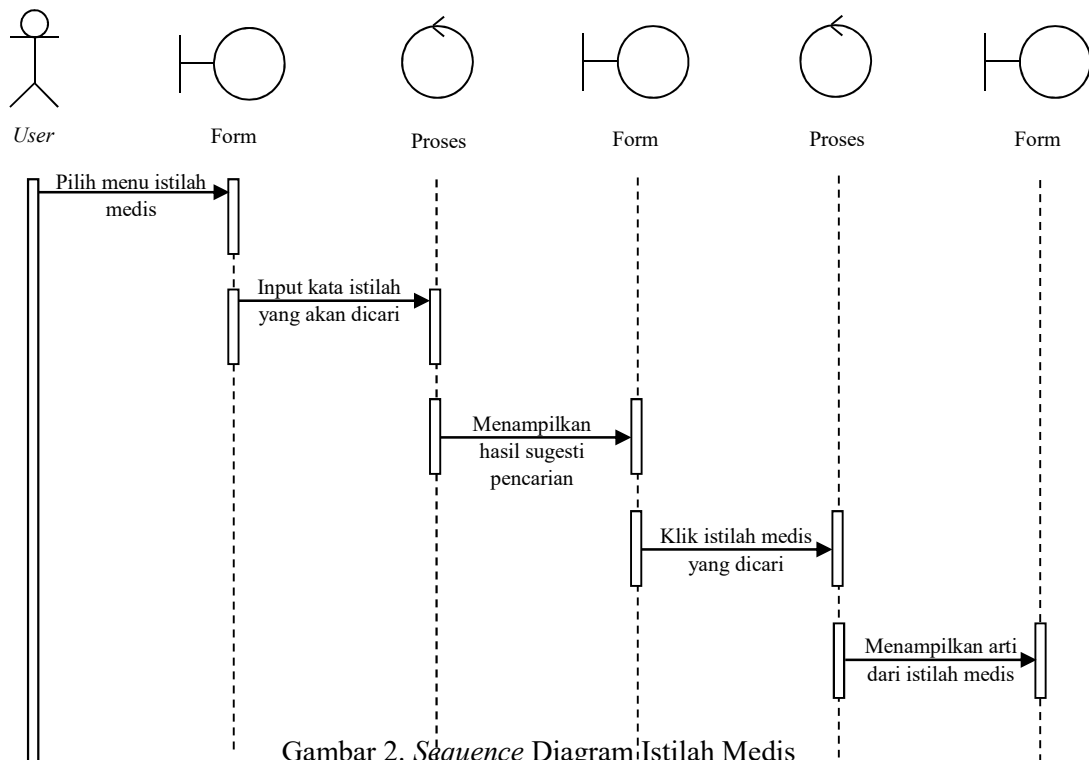 User
Form
Proses
Form
Proses
Form
Pilih menu istilah
medis
Input kata istilah
yang akan dicari
Menampilkan
hasil sugesti
pencarian
Klik istilah medis
yang dicari
Menampilkan arti
dari istilah medis
Gambar 2. Sequence Diagram Istilah Medis